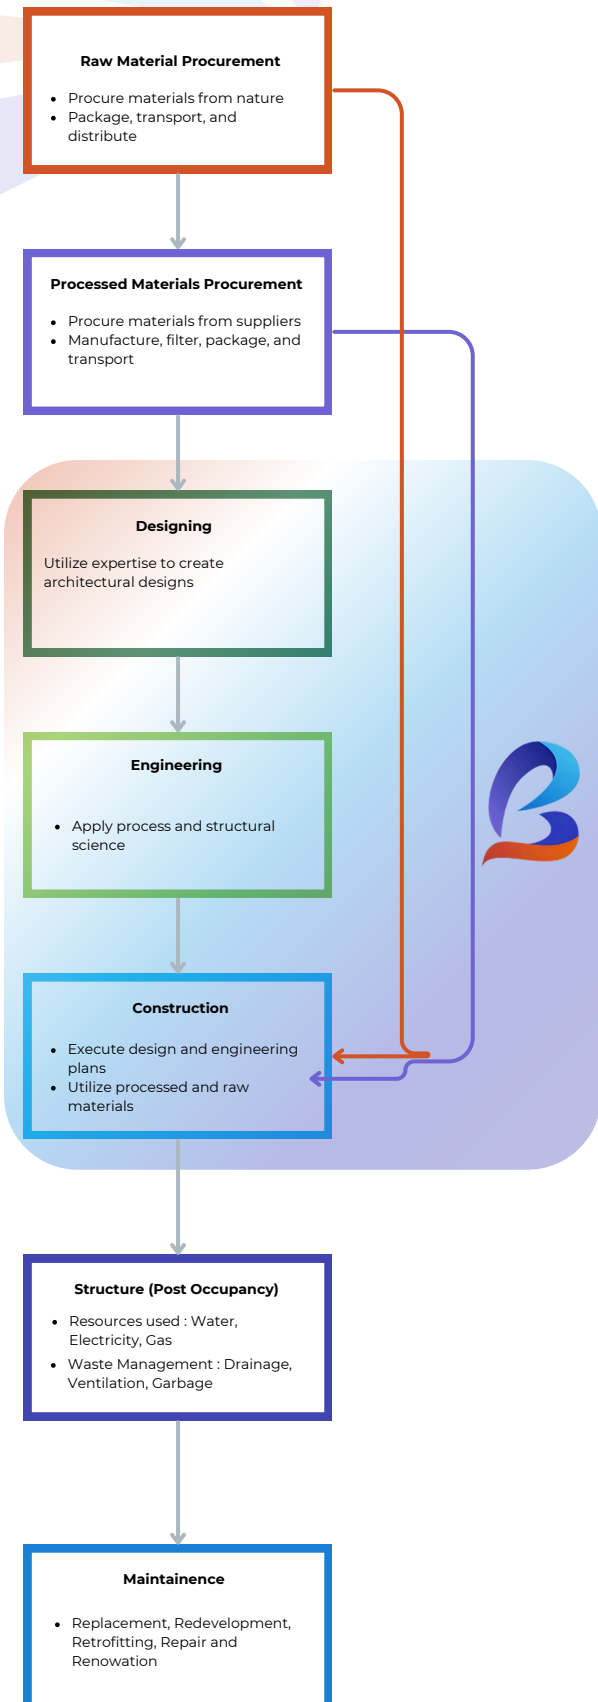 Raw Material Procurement
• Procure materials from nature
• Package, transport, and
distribute
Processed Materials Procurement
• Procure materials from suppliers
• Manufacture, filter, package, and
transport
Designing
Utilize expertise to create
architectural designs
Engineering
• Apply process and structural
science
Construction
• Execute design and engineering
plans
• Utilize processed and raw
materials
Structure (Post Occupancy)
• Resources used : Water,
Electricity, Gas
• Waste Management : Drainage,
Ventilation, Garbage
Maintainence
• Replacement, Redevelopment,
Retrofitting, Repair and
Renowation